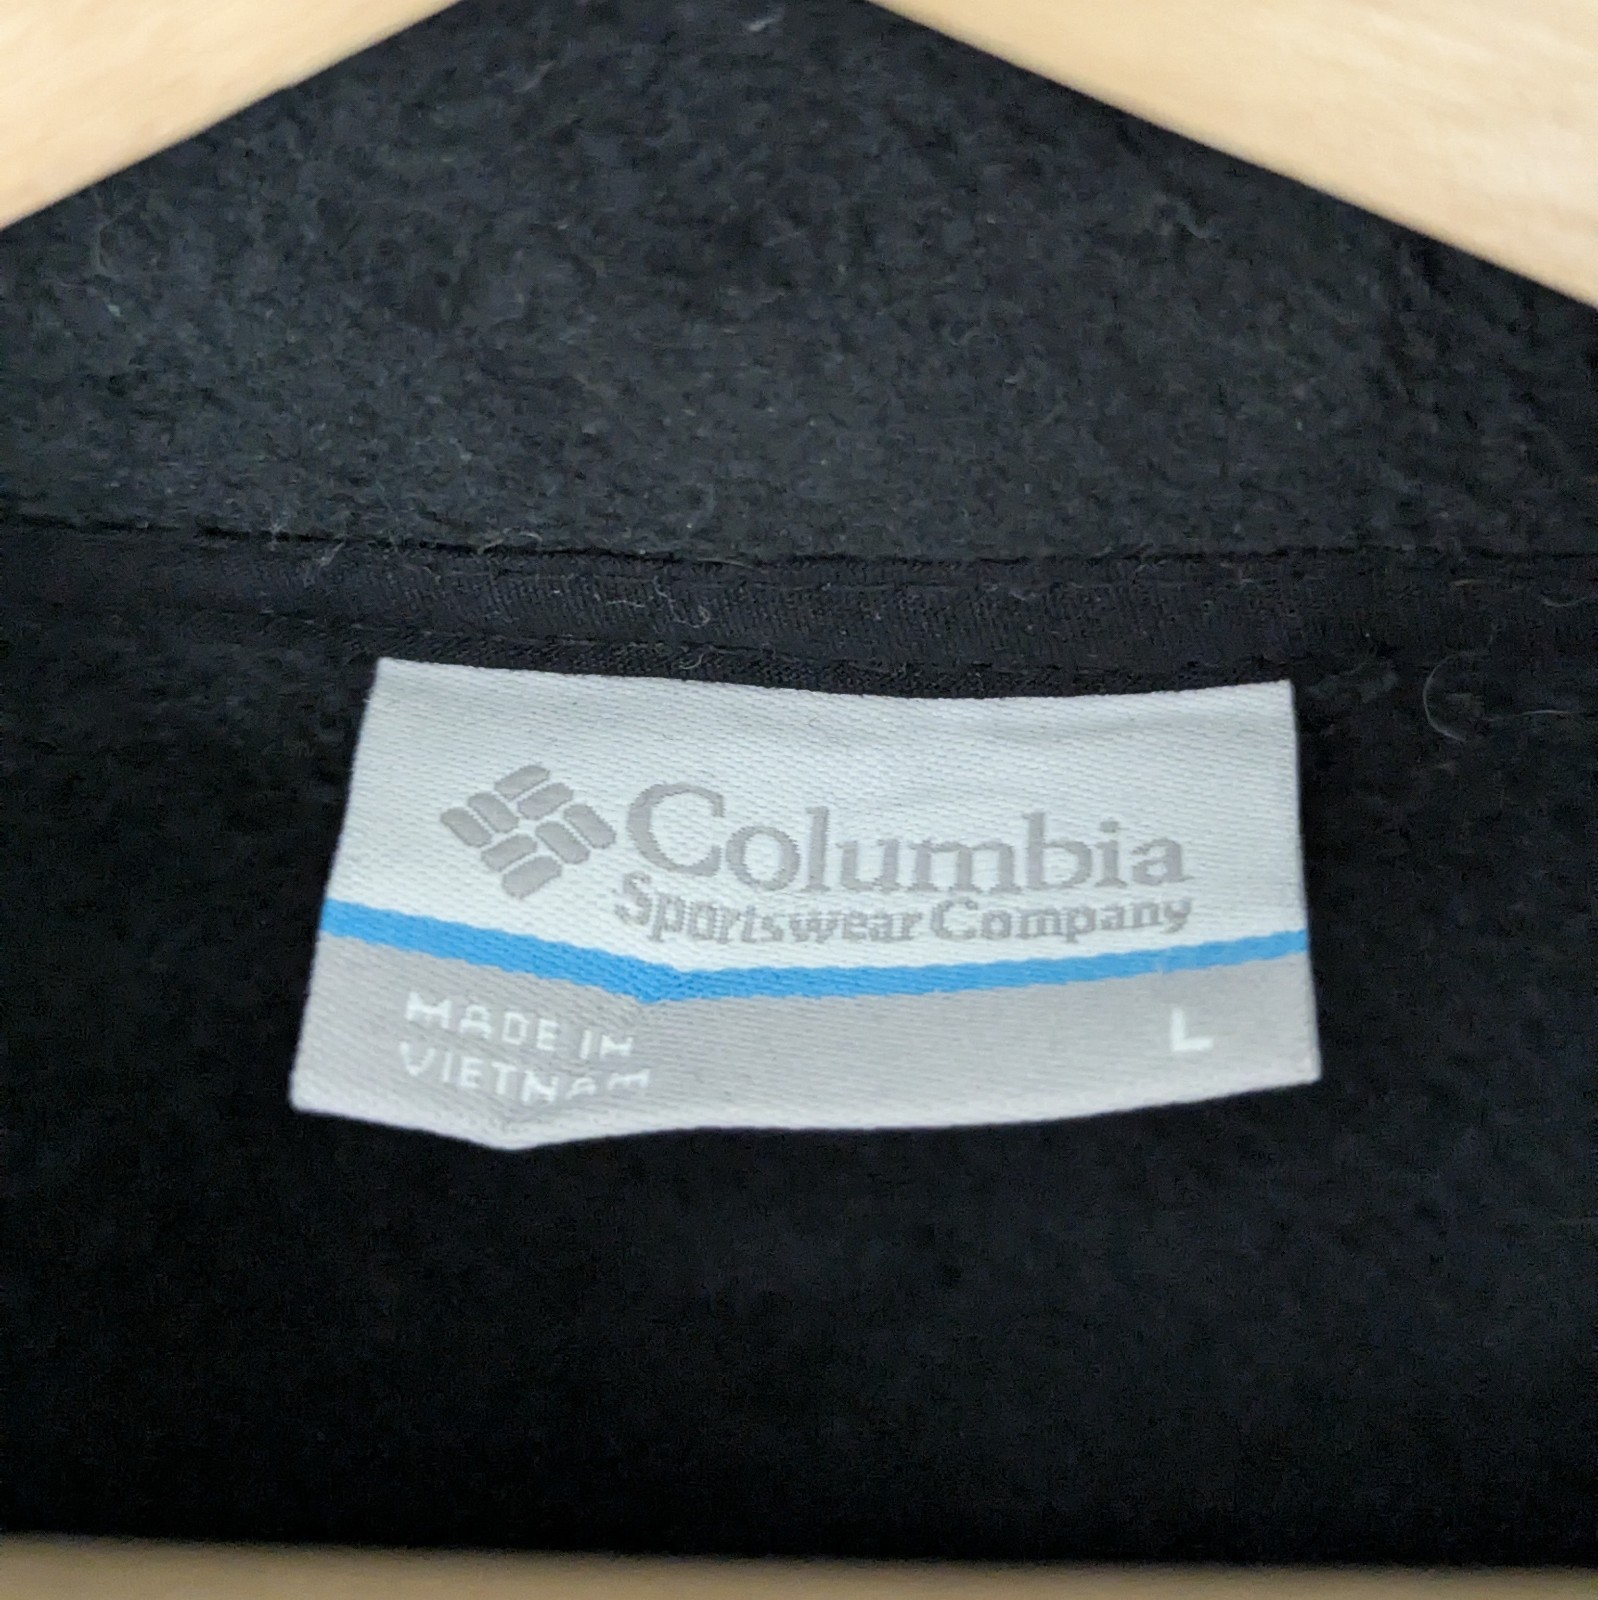 Columbia
Sportswear Company
MADE IN
VIETNAM
L